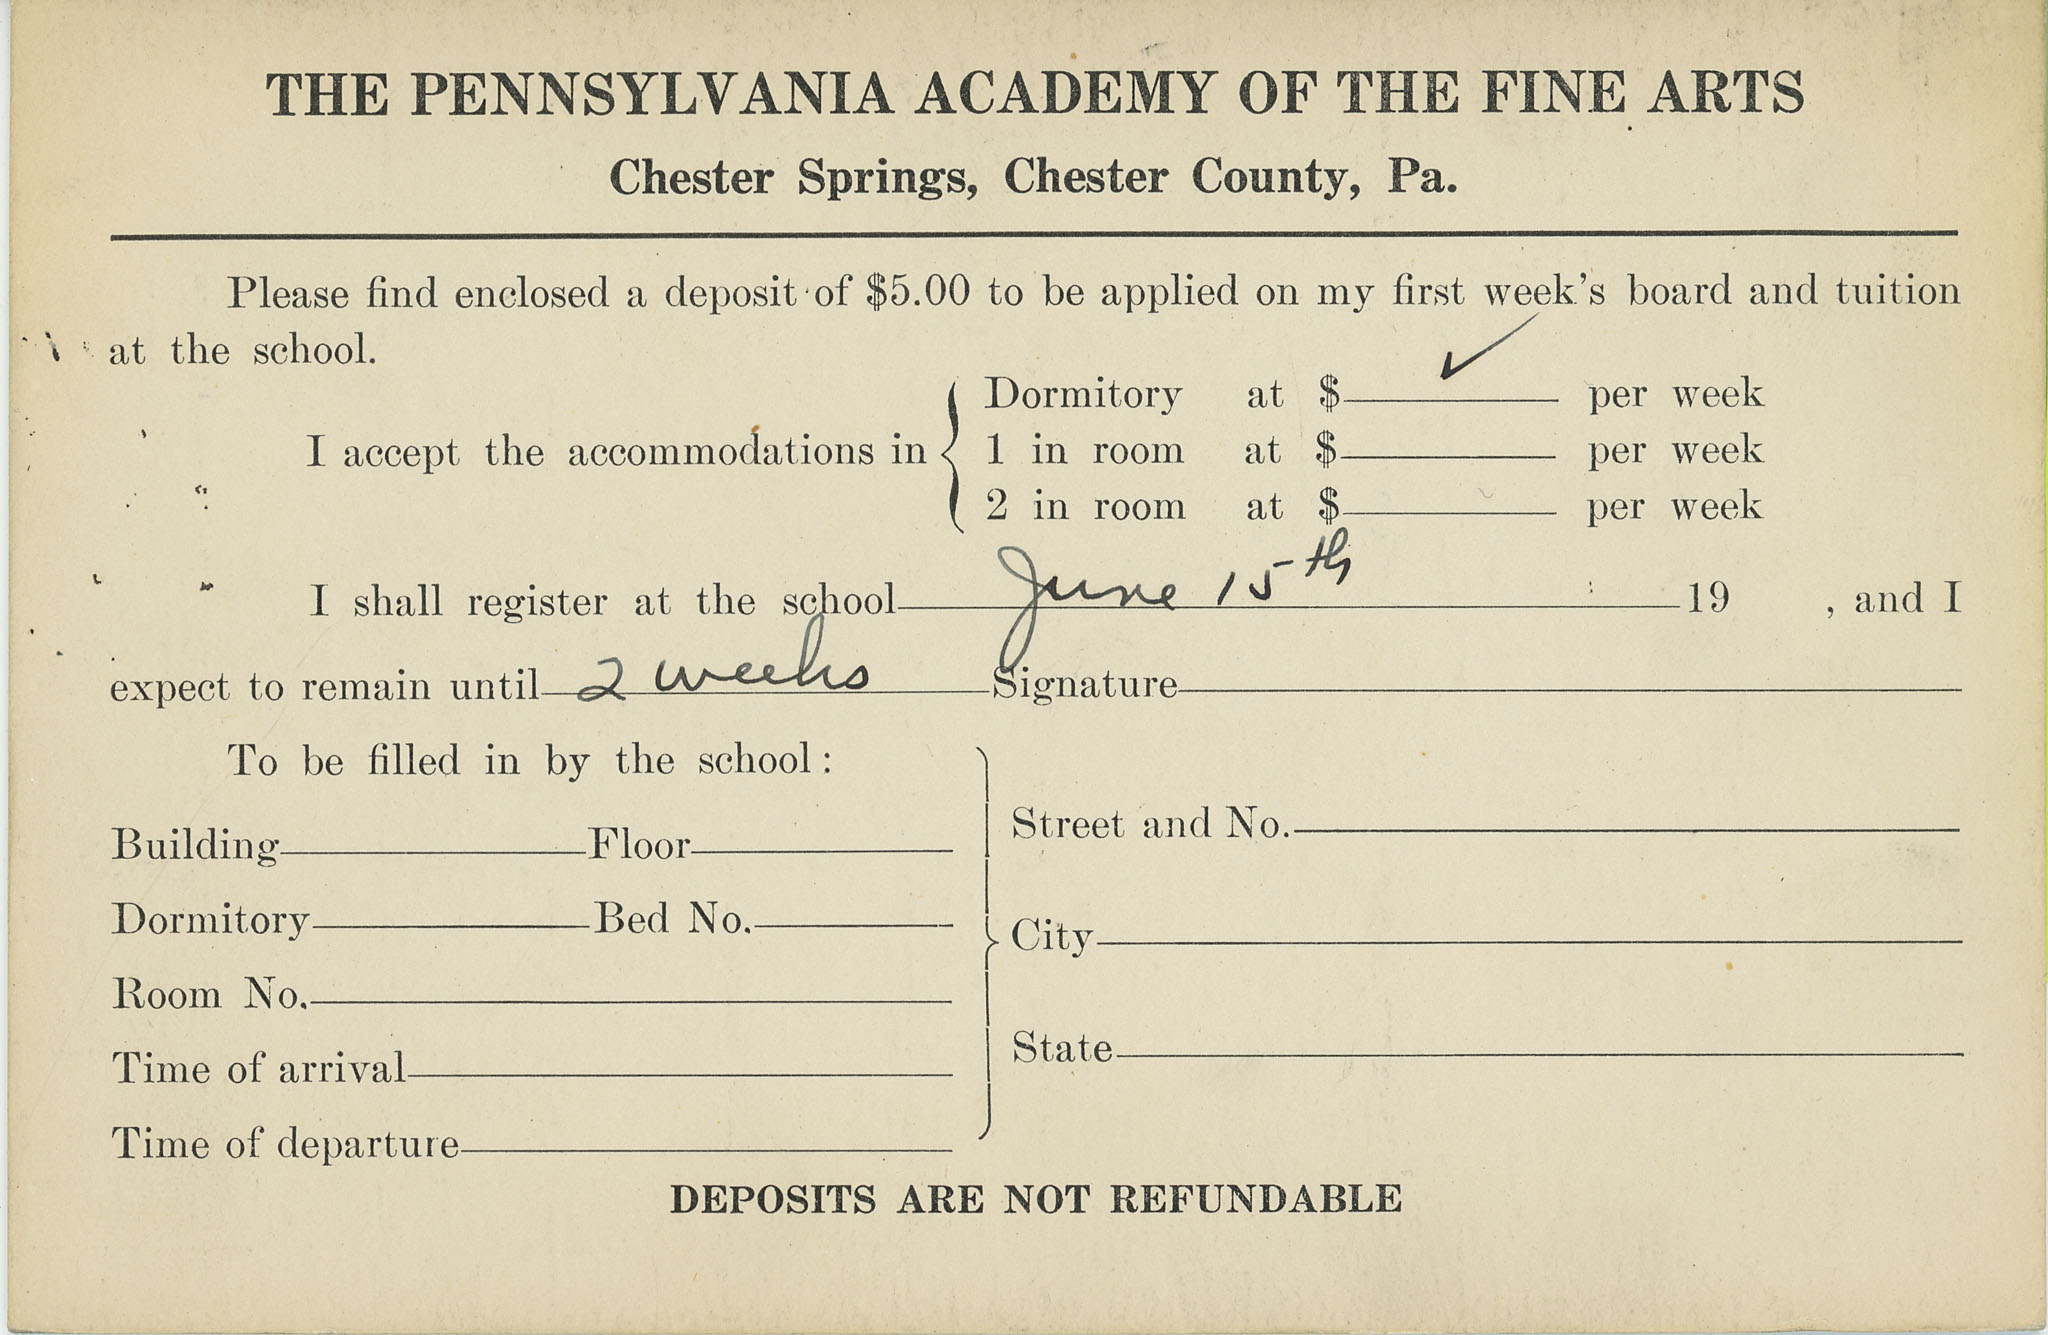 THE PENNSYLVANIA ACADEMY OF THE FINE ARTS
Chester Springs, Chester County, Pa.
Please find enclosed a deposit of $5.00 to be applied on my first week's board and tuition
at the school.
Dormitory at $ ✓ per week
I accept the accommodations in { 1 in room at $ per week
2 in room at $ per week
I shall register at the school June 15th 19 , and I
expect to remain until 2 weeks Signature
To be filled in by the school:
Building Floor
Dormitory Bed No.
Room No.
Time of arrival
Time of departure
Street and No.
City
State
DEPOSITS ARE NOT REFUNDABLE